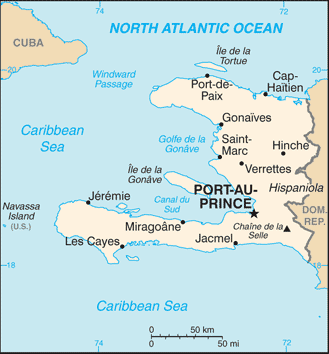 74
72
NORTH ATLANTIC OCEAN
CUBA
Île de la
Tortue
20
20
Windward
Passage
Port-de-
Paix
Cap-
Haïtien
Gonaïves
Caribbean
Sea
Golfe de la
Gonâve
Saint-
Marc
Hinche
Verrettes
Île de la
Gonâve
Hispaniola
PORT-AU-
PRINCE
Navassa
Island
(U.S.)
Jérémie
Canal du
Sud
DOM.
REP.
Miragoâne
Chaîne de la
Selle
Les Cayes
Jacmel
18
18
Caribbean Sea
0
50 km
0
50 mi
74
72